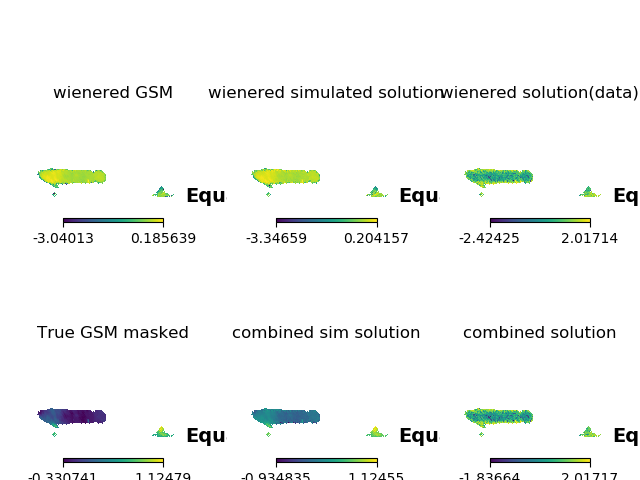 wienered GSM wienered simulated solution wienered solution(data)
Equ Equ Eq
-3.04013 0.185639 -3.34659 0.204157 -2.42425 2.01714
True GSM masked combined sim solution combined solution
Equ Equ Eq
-0.330741 1.12479 -0.934835 1.12455 -1.83664 2.01717